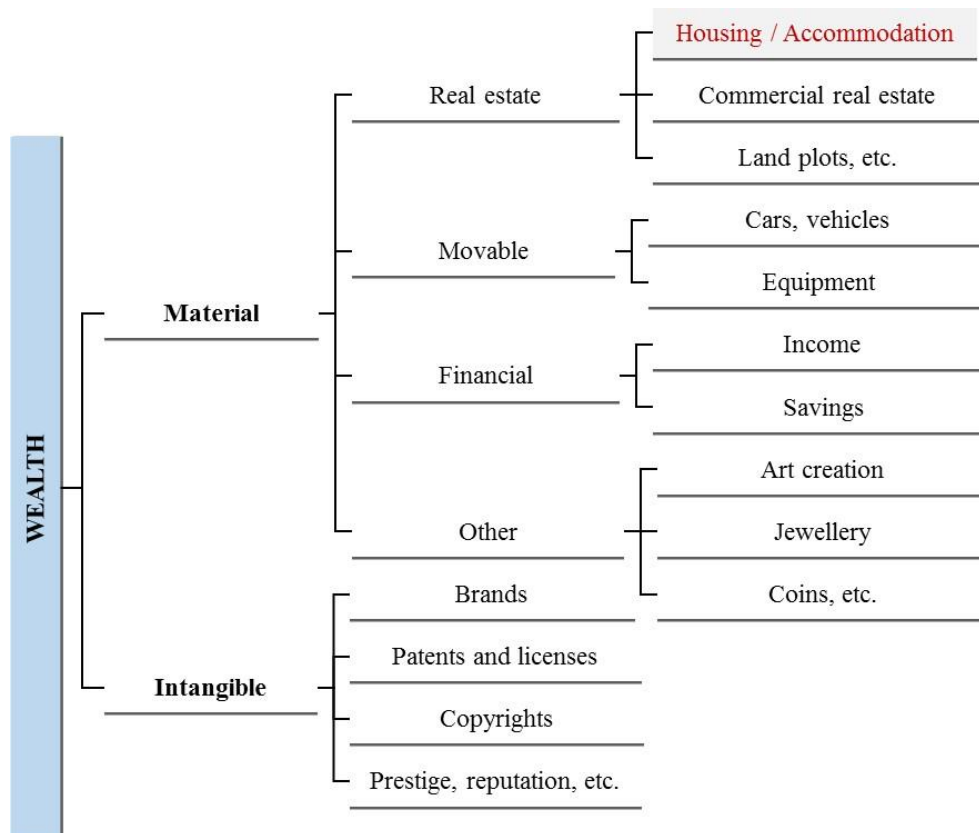 WEALTH
Material
Real estate
Housing / Accommodation
Commercial real estate
Land plots, etc.
Movable
Cars, vehicles
Equipment
Financial
Income
Savings
Other
Art creation
Jewellery
Coins, etc.
Intangible
Brands
Patents and licenses
Copyrights
Prestige, reputation, etc.